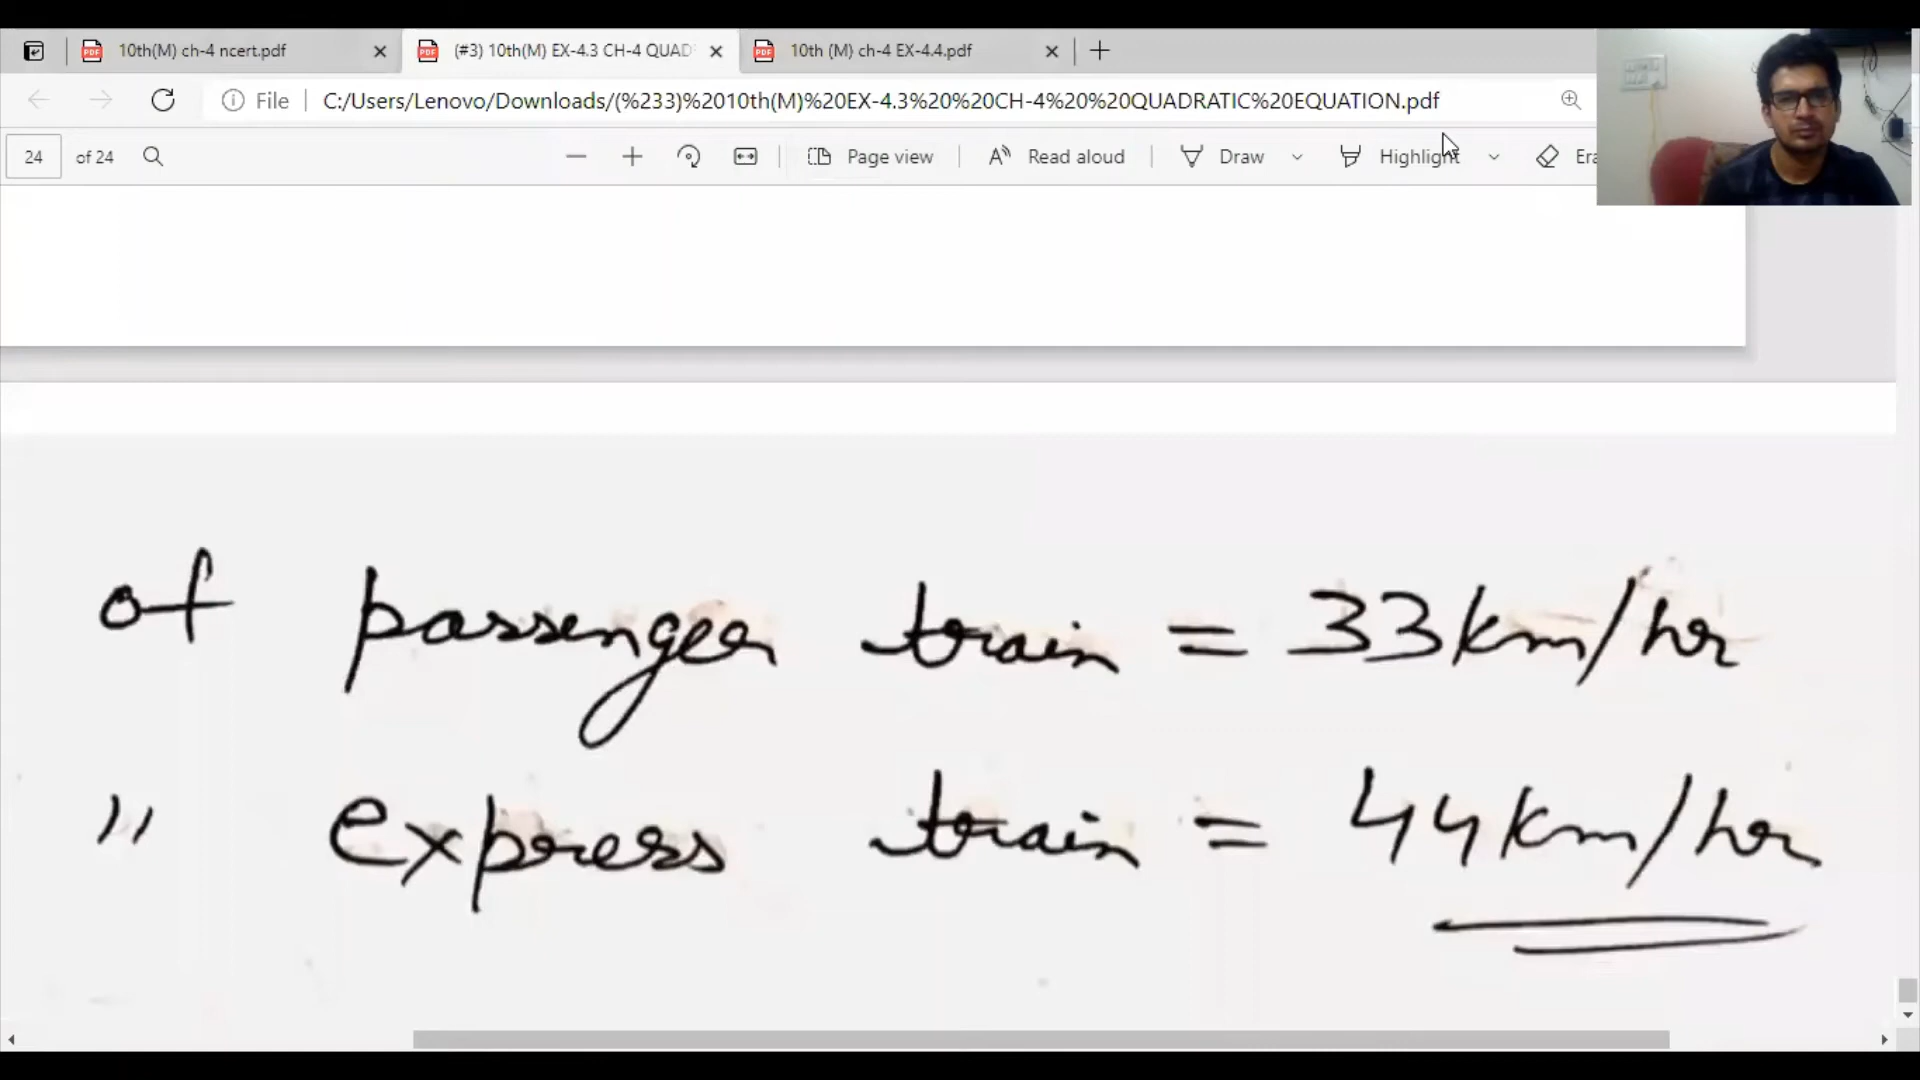 10th(M) ch-4 ncert.pdf
(#3) 10th(M) EX-4.3 CH-4 QUAD
10th (M) ch-4 EX-4.4.pdf
File
C:/Users/Lenovo/Downloads/(%233)%2010th(M)%20EX-4.3%20%20CH-4%20%20QUADRATIC%20EQUATION.pdf
24 of 24
Page view
Read aloud
Draw
Highlight
Era
of passenger train = 33km/hr
" express train = 44km/hr